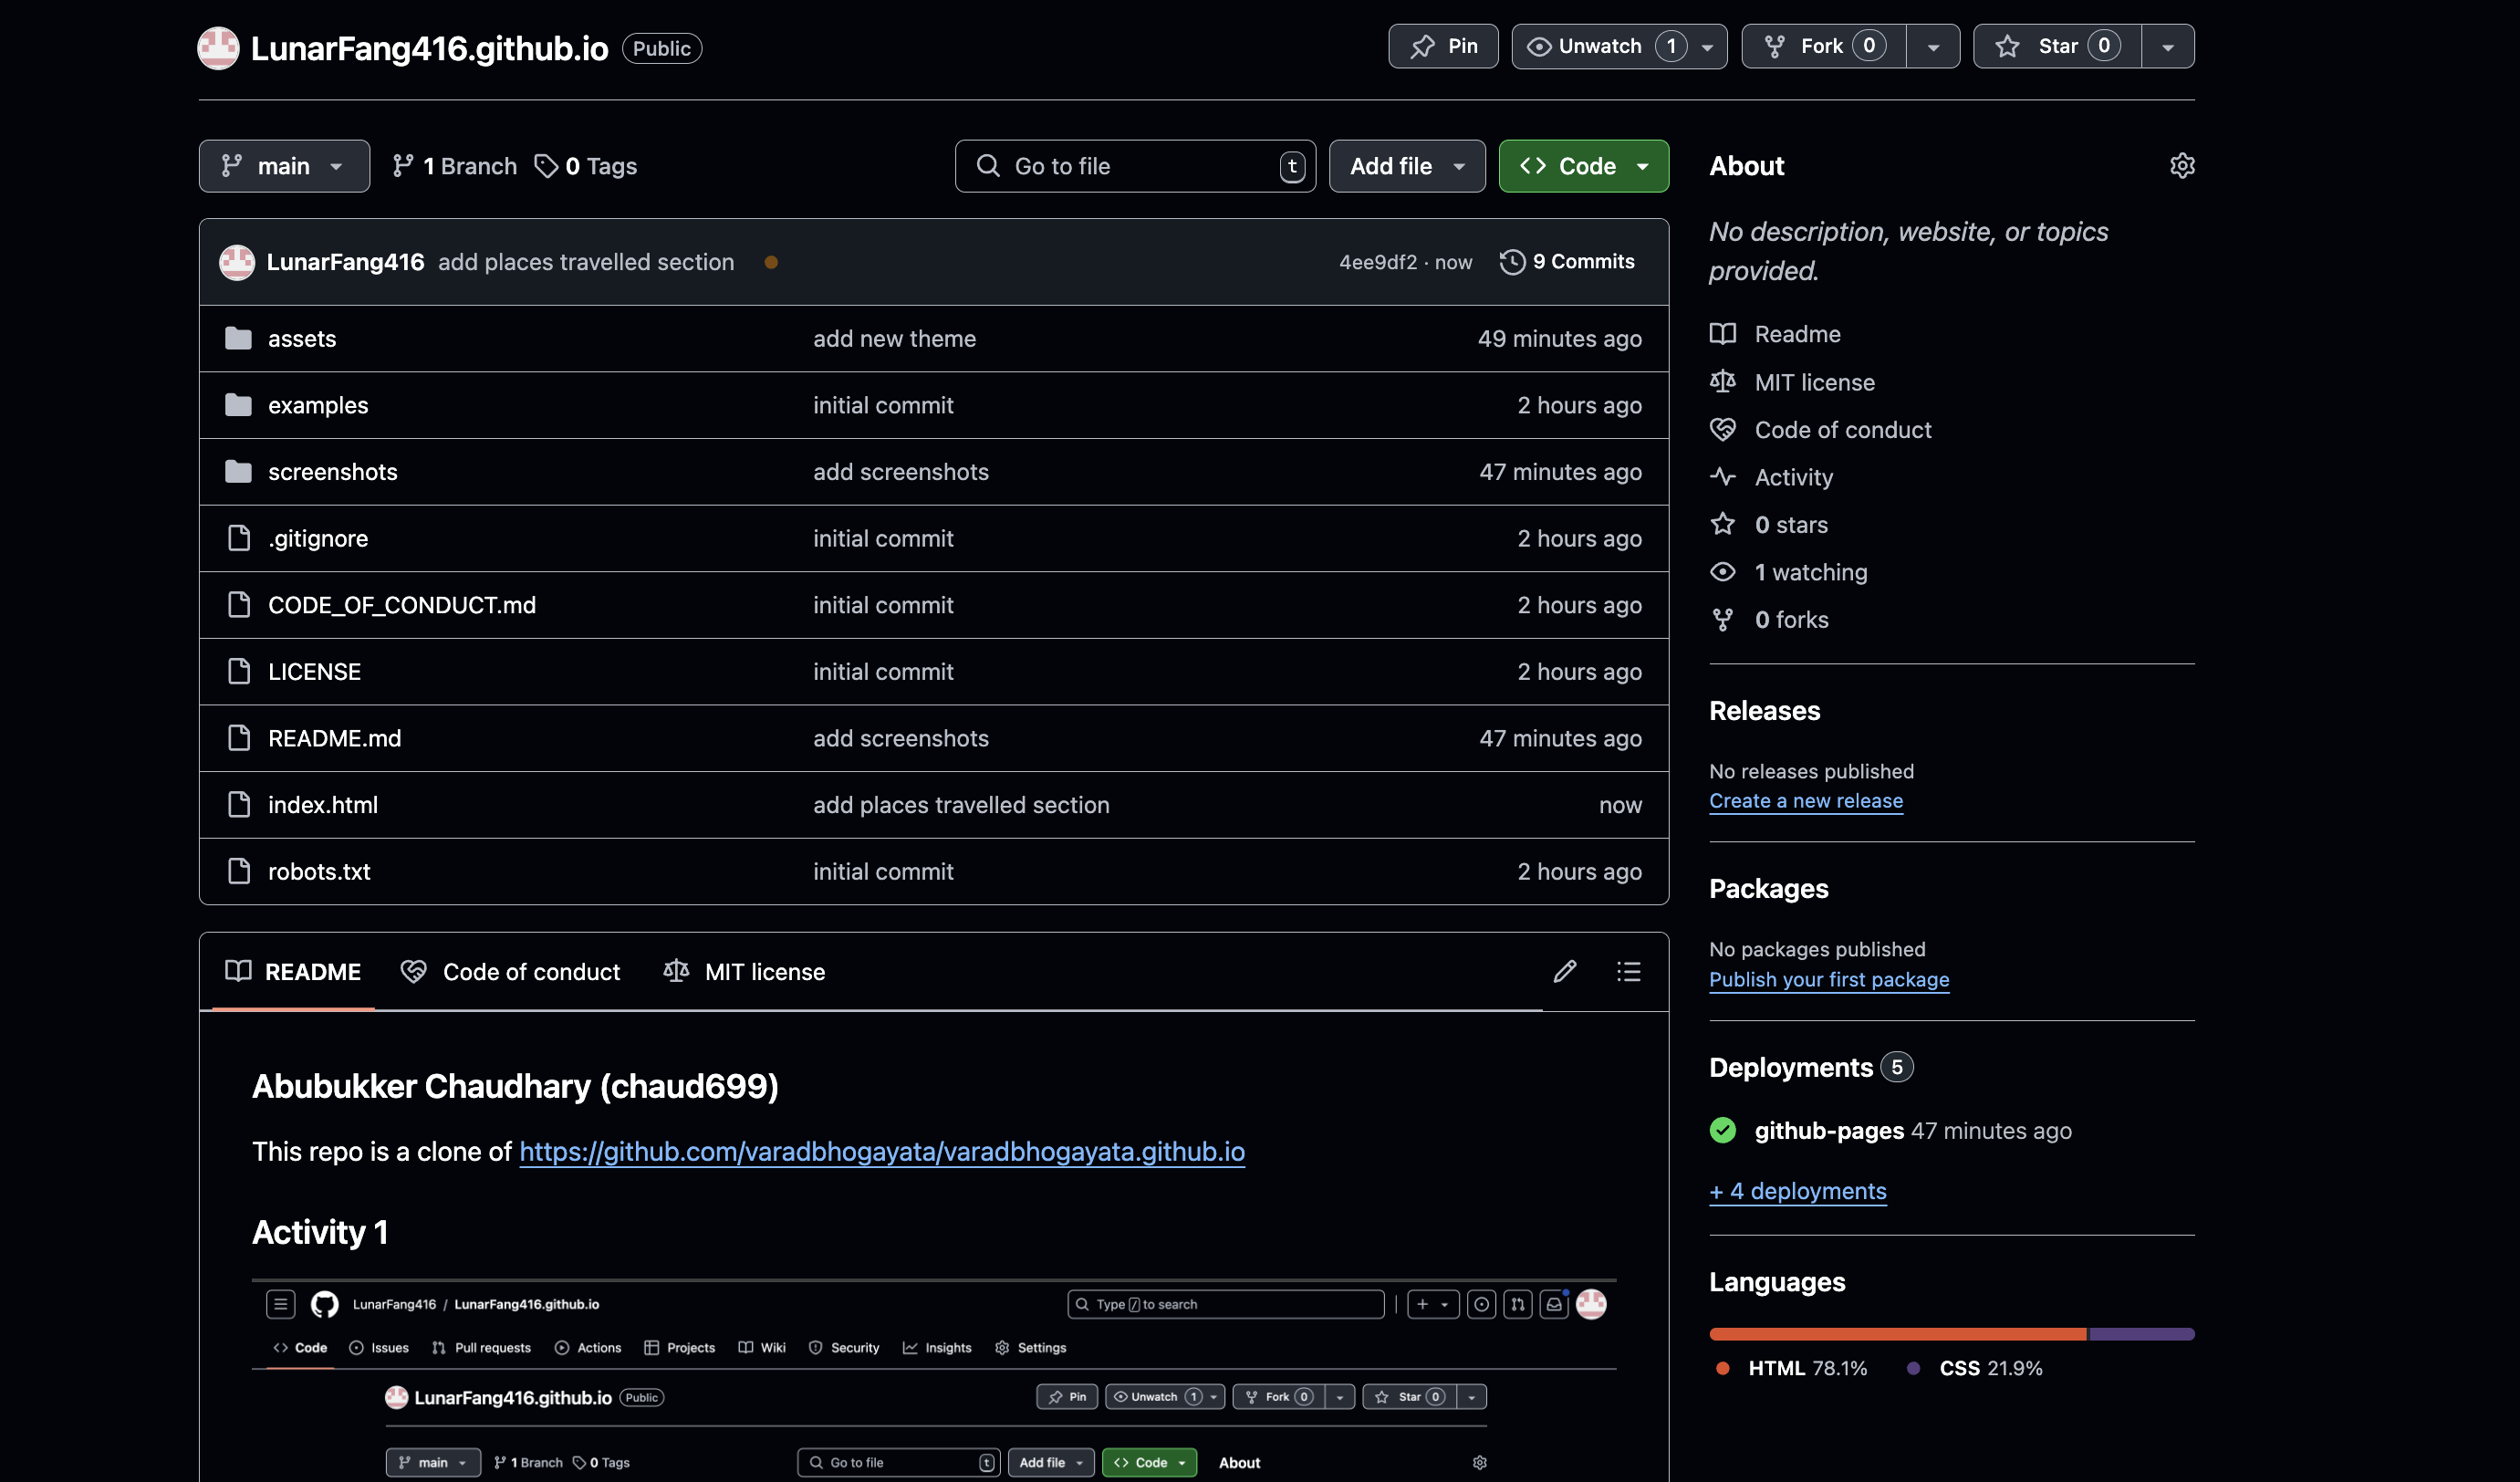 LunarFang416.github.io Public
Pin Unwatch 1 Fork 0 Star 0
main 1 Branch 0 Tags Go to file t Add file Code
LunarFang416 add places travelled section 4ee9df2 · now 9 Commits
assets add new theme 49 minutes ago
examples initial commit 2 hours ago
screenshots add screenshots 47 minutes ago
.gitignore initial commit 2 hours ago
CODE_OF_CONDUCT.md initial commit 2 hours ago
LICENSE initial commit 2 hours ago
README.md add screenshots 47 minutes ago
index.html add places travelled section now
robots.txt initial commit 2 hours ago
README Code of conduct MIT license
Abubukker Chaudhary (chaud699)
This repo is a clone of https://github.com/varadbhogayata/varadbhogayata.github.io
Activity 1
LunarFang416 / LunarFang416.github.io Type / to search
Code Issues Pull requests Actions Projects Wiki Security Insights Settings
LunarFang416.github.io Public Pin Unwatch 1 Fork 0 Star 0
main 1 Branch 0 Tags Go to file t Add file Code About
About
No description, website, or topics
provided.
Readme
MIT license
Code of conduct
Activity
0 stars
1 watching
0 forks
Releases
No releases published
Create a new release
Packages
No packages published
Publish your first package
Deployments 5
github-pages 47 minutes ago
+ 4 deployments
Languages
HTML 78.1% CSS 21.9%